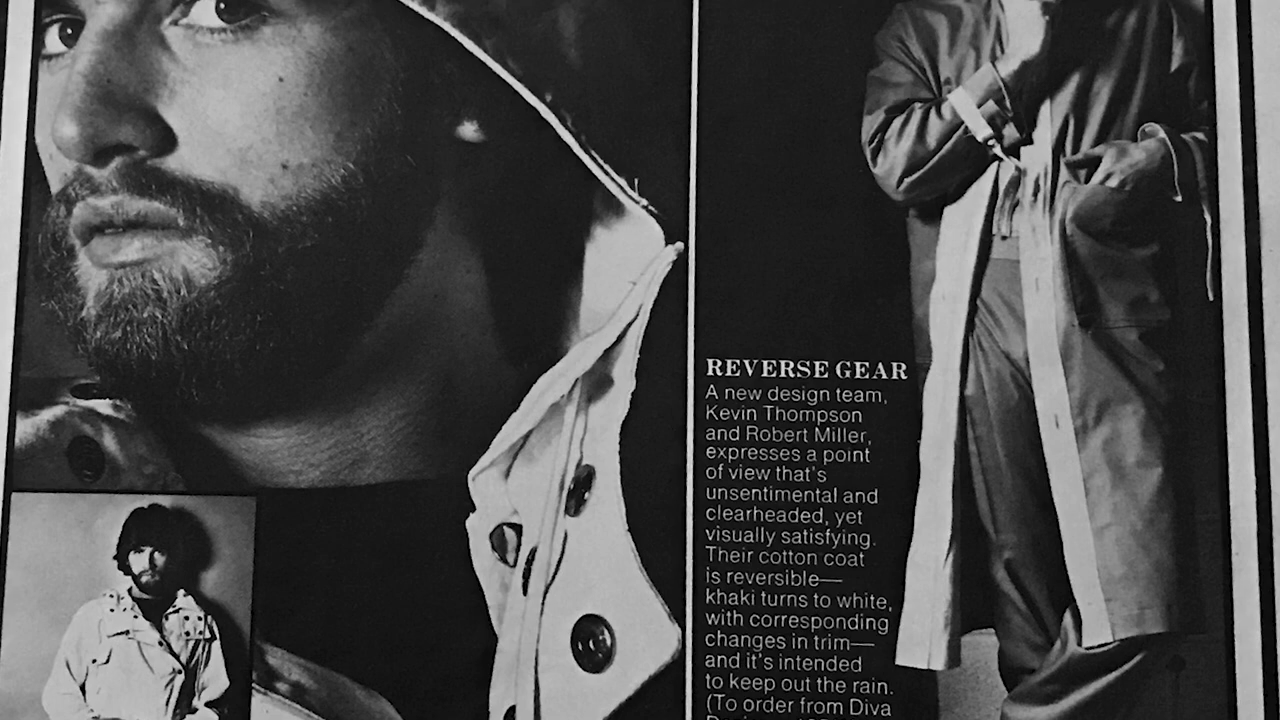 REVERSE GEAR
A new design team,
Kevin Thompson
and Robert Miller,
expresses a point
of view that's
unsentimental and
clearheaded, yet
visually satisfying.
Their cotton coat
is reversible—
khaki turns to white,
with corresponding
changes in trim—
and it's intended
to keep out the rain.
(To order from Diva